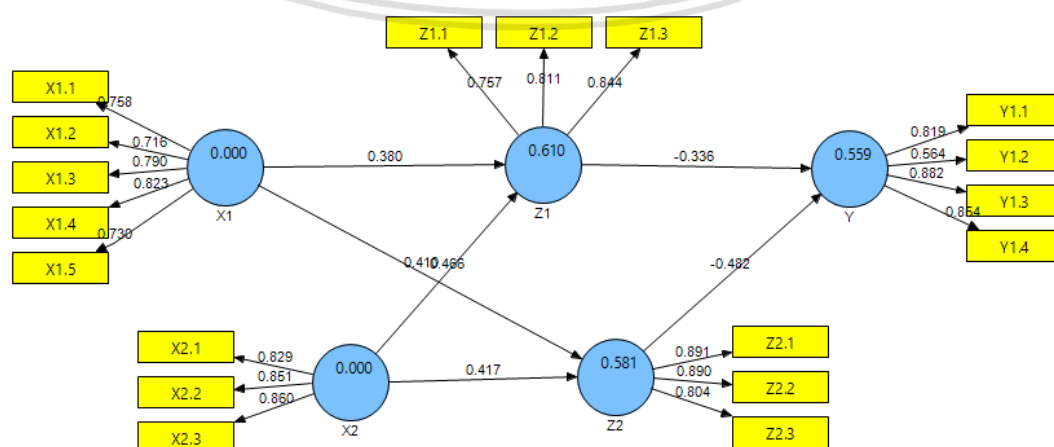 Z1.1 Z1.2 Z1.3
X1.1
X1.2
X1.3
X1.4
X1.5
0.758
0.716
0.790
0.823
0.730
0.000
X1
0.757 0.811 0.844
0.380
0.610
Z1
-0.336
0.559
Y
0.819
0.564
0.882
0.854
Y1.1
Y1.2
Y1.3
Y1.4
0.410 0.466
-0.482
X2.1
X2.2
X2.3
0.829
0.851
0.860
0.000
X2
0.417
0.581
Z2
0.891
0.890
0.804
Z2.1
Z2.2
Z2.3